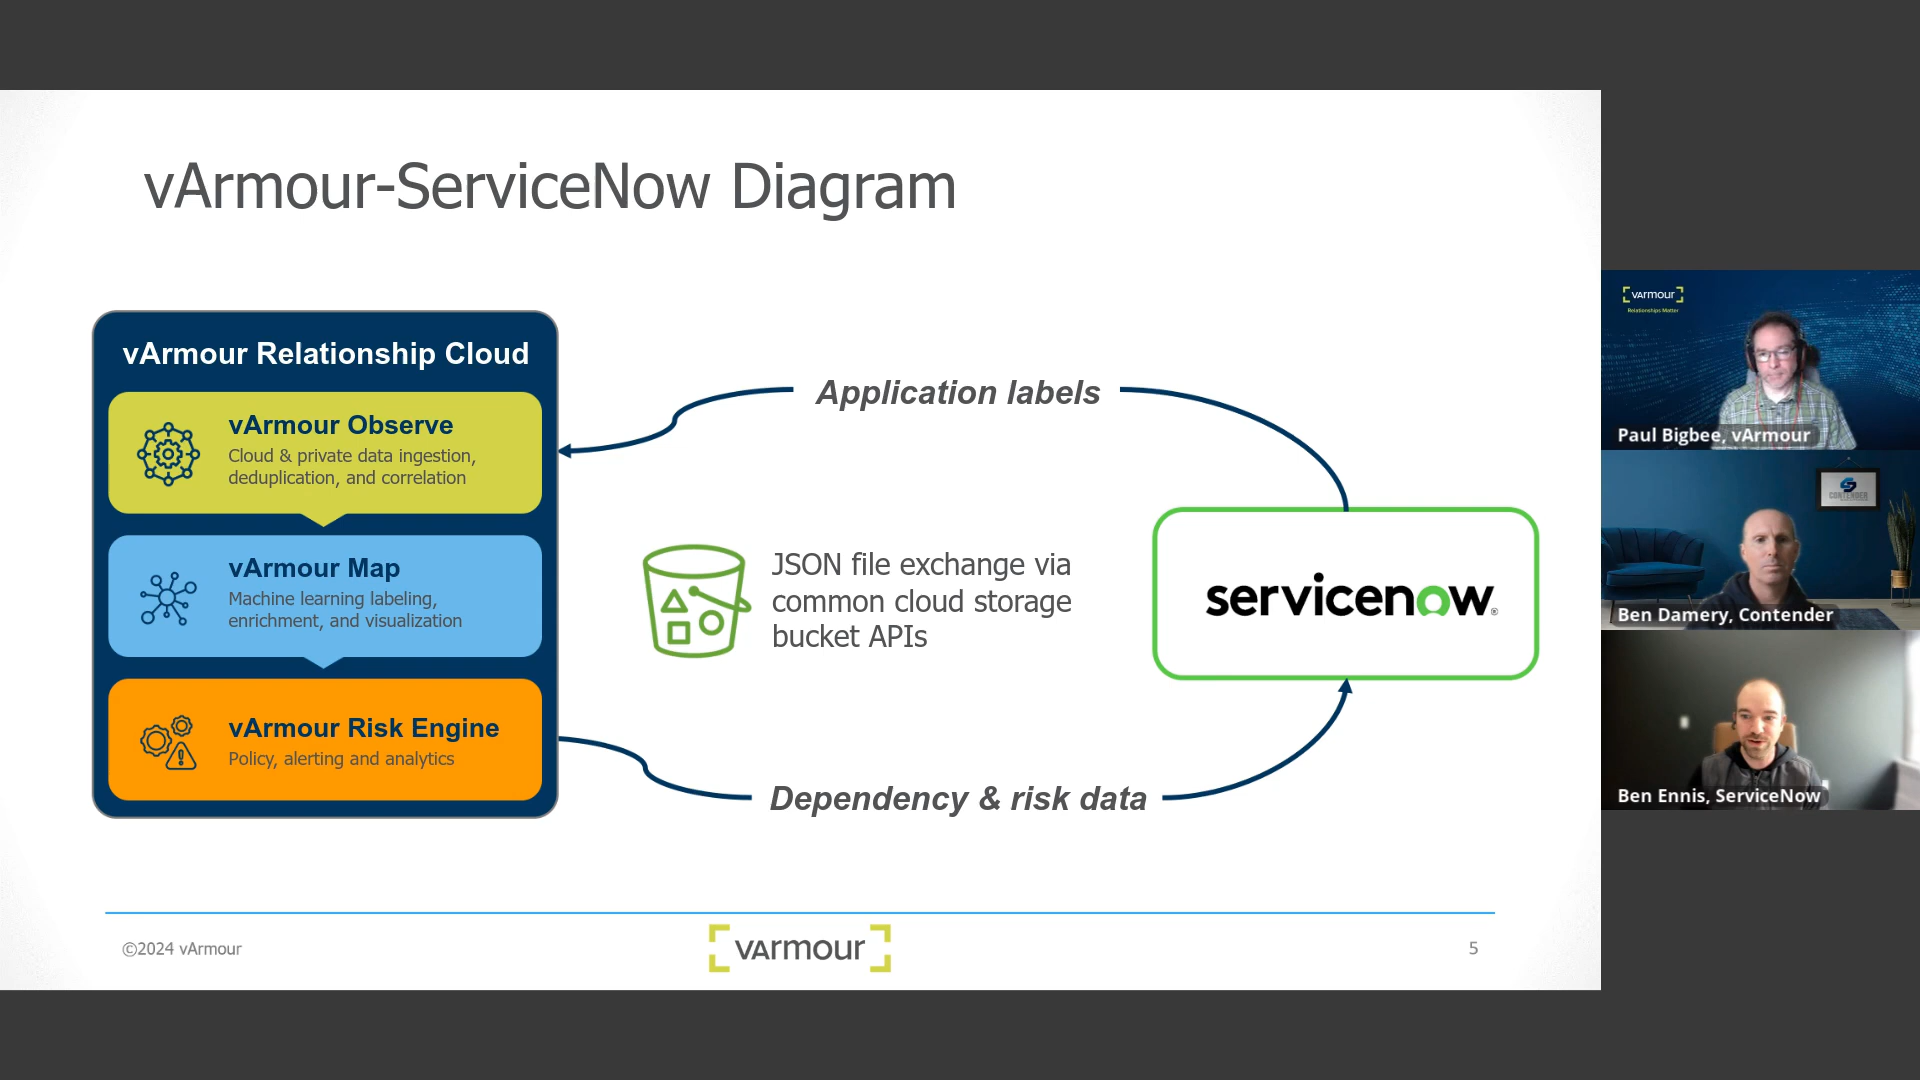 vArmour-ServiceNow Diagram
vArmour Relationship Cloud
vArmour Observe
Cloud & private data ingestion,
deduplication, and correlation
vArmour Map
Machine learning labeling,
enrichment, and visualization
vArmour Risk Engine
Policy, alerting and analytics
Application labels
JSON file exchange via
common cloud storage
bucket APIs
servicenow®
Dependency & risk data
©2024 vArmour
vARmour
5
vARmour
Relationships Matter
Paul Bigbee, vArmour
CONTENDER
Ben Damery, Contender
Ben Ennis, ServiceNow